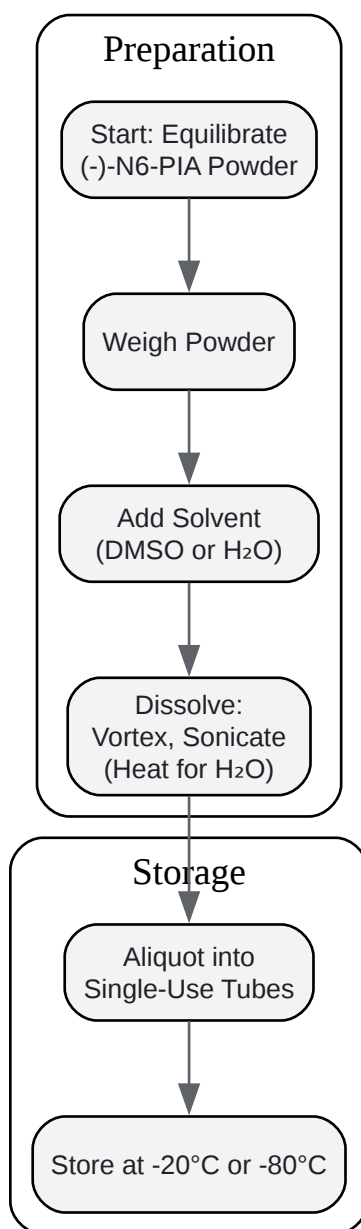 Preparation
Start: Equilibrate
(-)-N6-PIA Powder
Weigh Powder
Add Solvent
(DMSO or H₂O)
Dissolve:
Vortex, Sonicate
(Heat for H₂O)
Storage
Aliquot into
Single-Use Tubes
Store at -20°C or -80°C